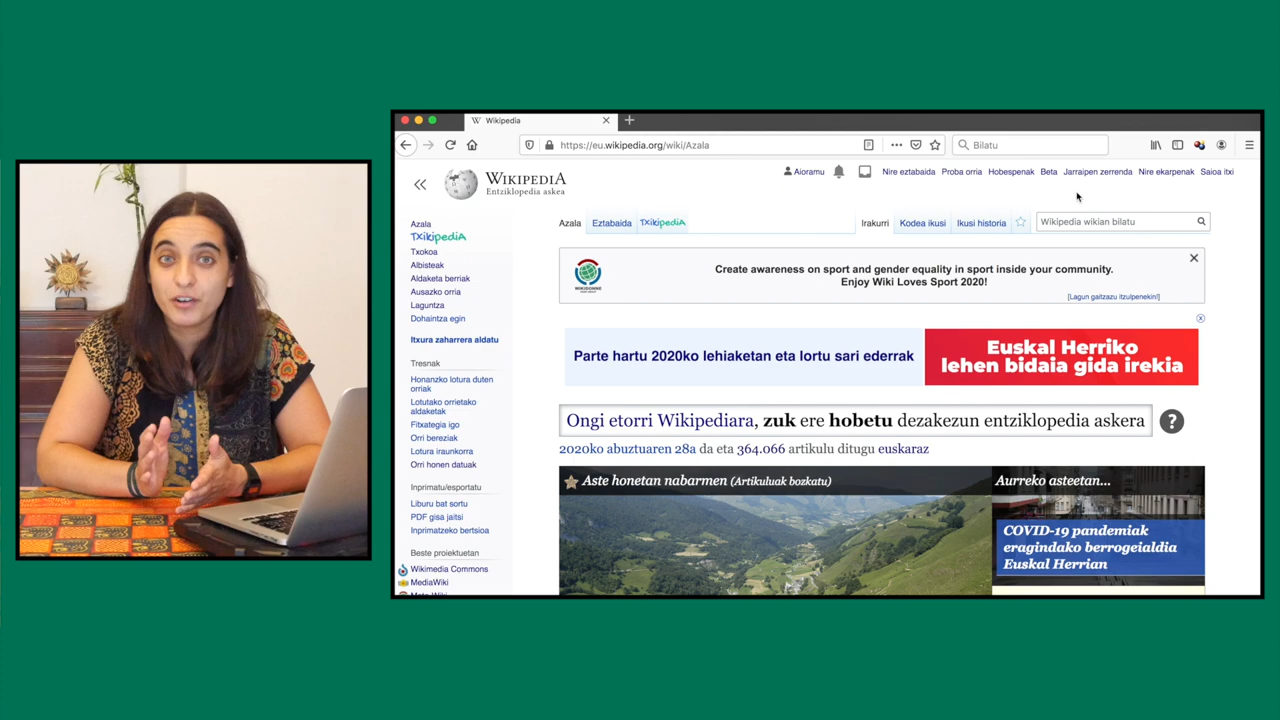 Wikipedia
https://eu.wikipedia.org/wiki/Azala
Bilatu
WIKIPEDIA
Entziklopedia askea
Aioramu
Nire eztabaida
Proba orria
Hobespenak
Beta
Jarraipen zerrenda
Nire ekarpenak
Saioa itxi
Azala
Eztabaida
TXikipediA
Irakurri
Kodea ikusi
Ikusi historia
Wikipedia wikian bilatu
Azala
TXikipediA
Txokoa
Albisteak
Aldaketa berriak
Ausazko orria
Laguntza
Dohaintza egin
Itxura zaharrera aldatu
Tresnak
Honanzko lotura duten
orriak
Lotutako orrietako
aldaketak
Fitxategia igo
Orri bereziak
Lotura iraunkorra
Orri honen datuak
Inprimatu/esportatu
Liburu bat sortu
PDF gisa jaitsi
Inprimatzeko bertsioa
Beste proiektuetan
Wikimedia Commons
MediaWiki
WIKIDONNE
Create awareness on sport and gender equality in sport inside your community.
Enjoy Wiki Loves Sport 2020!
[Lagun gaitzazu itzulpenekin!]
Parte hartu 2020ko lehiaketan eta lortu sari ederrak
Euskal Herriko
lehen bidaia gida irekia
Ongi etorri Wikipediara, zuk ere hobetu dezakezun entziklopedia askera
?
2020ko abuztuaren 28a da eta 364.066 artikulu ditugu euskaraz
Aste honetan nabarmen (Artikuluak bozkatu)
Aurreko asteetan...
COVID-19 pandemiak
eragindako berrogeialdia
Euskal Herrian